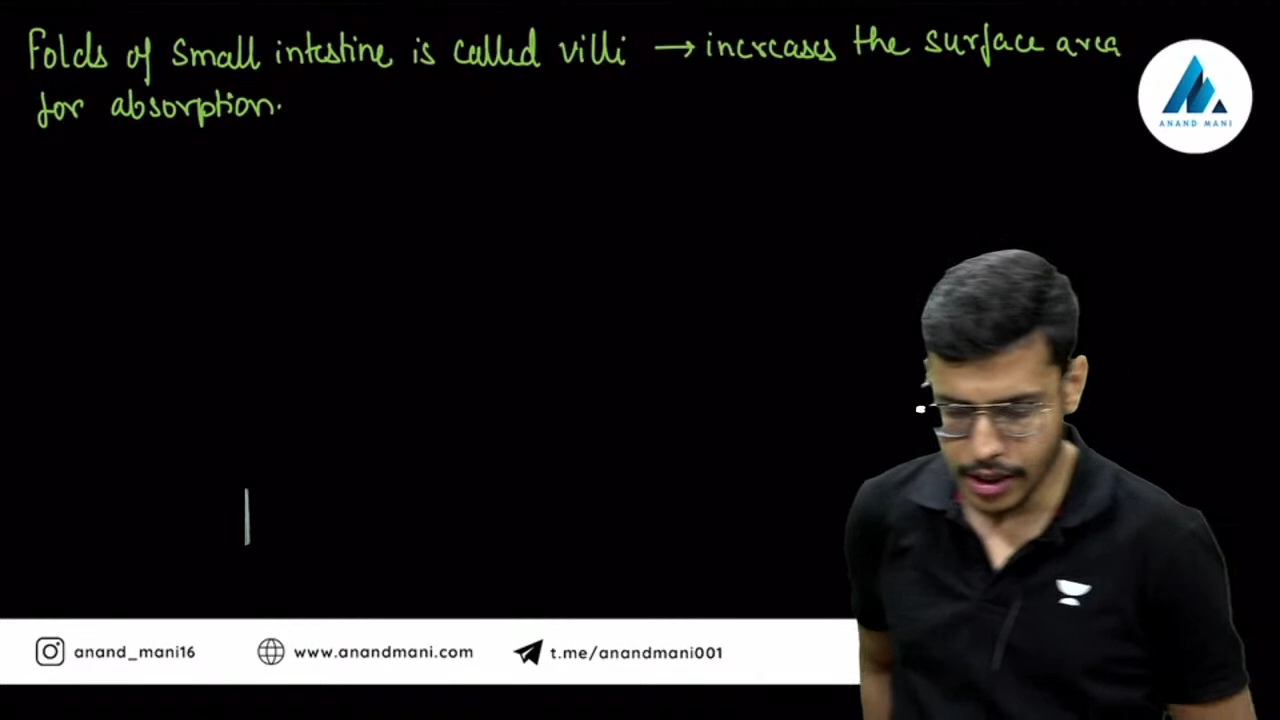 Folds of small intestine is called villi → increases the surface area
for absorption.
ANAND MANI
anand_mani16
www.anandmani.com
t.me/anandmani001